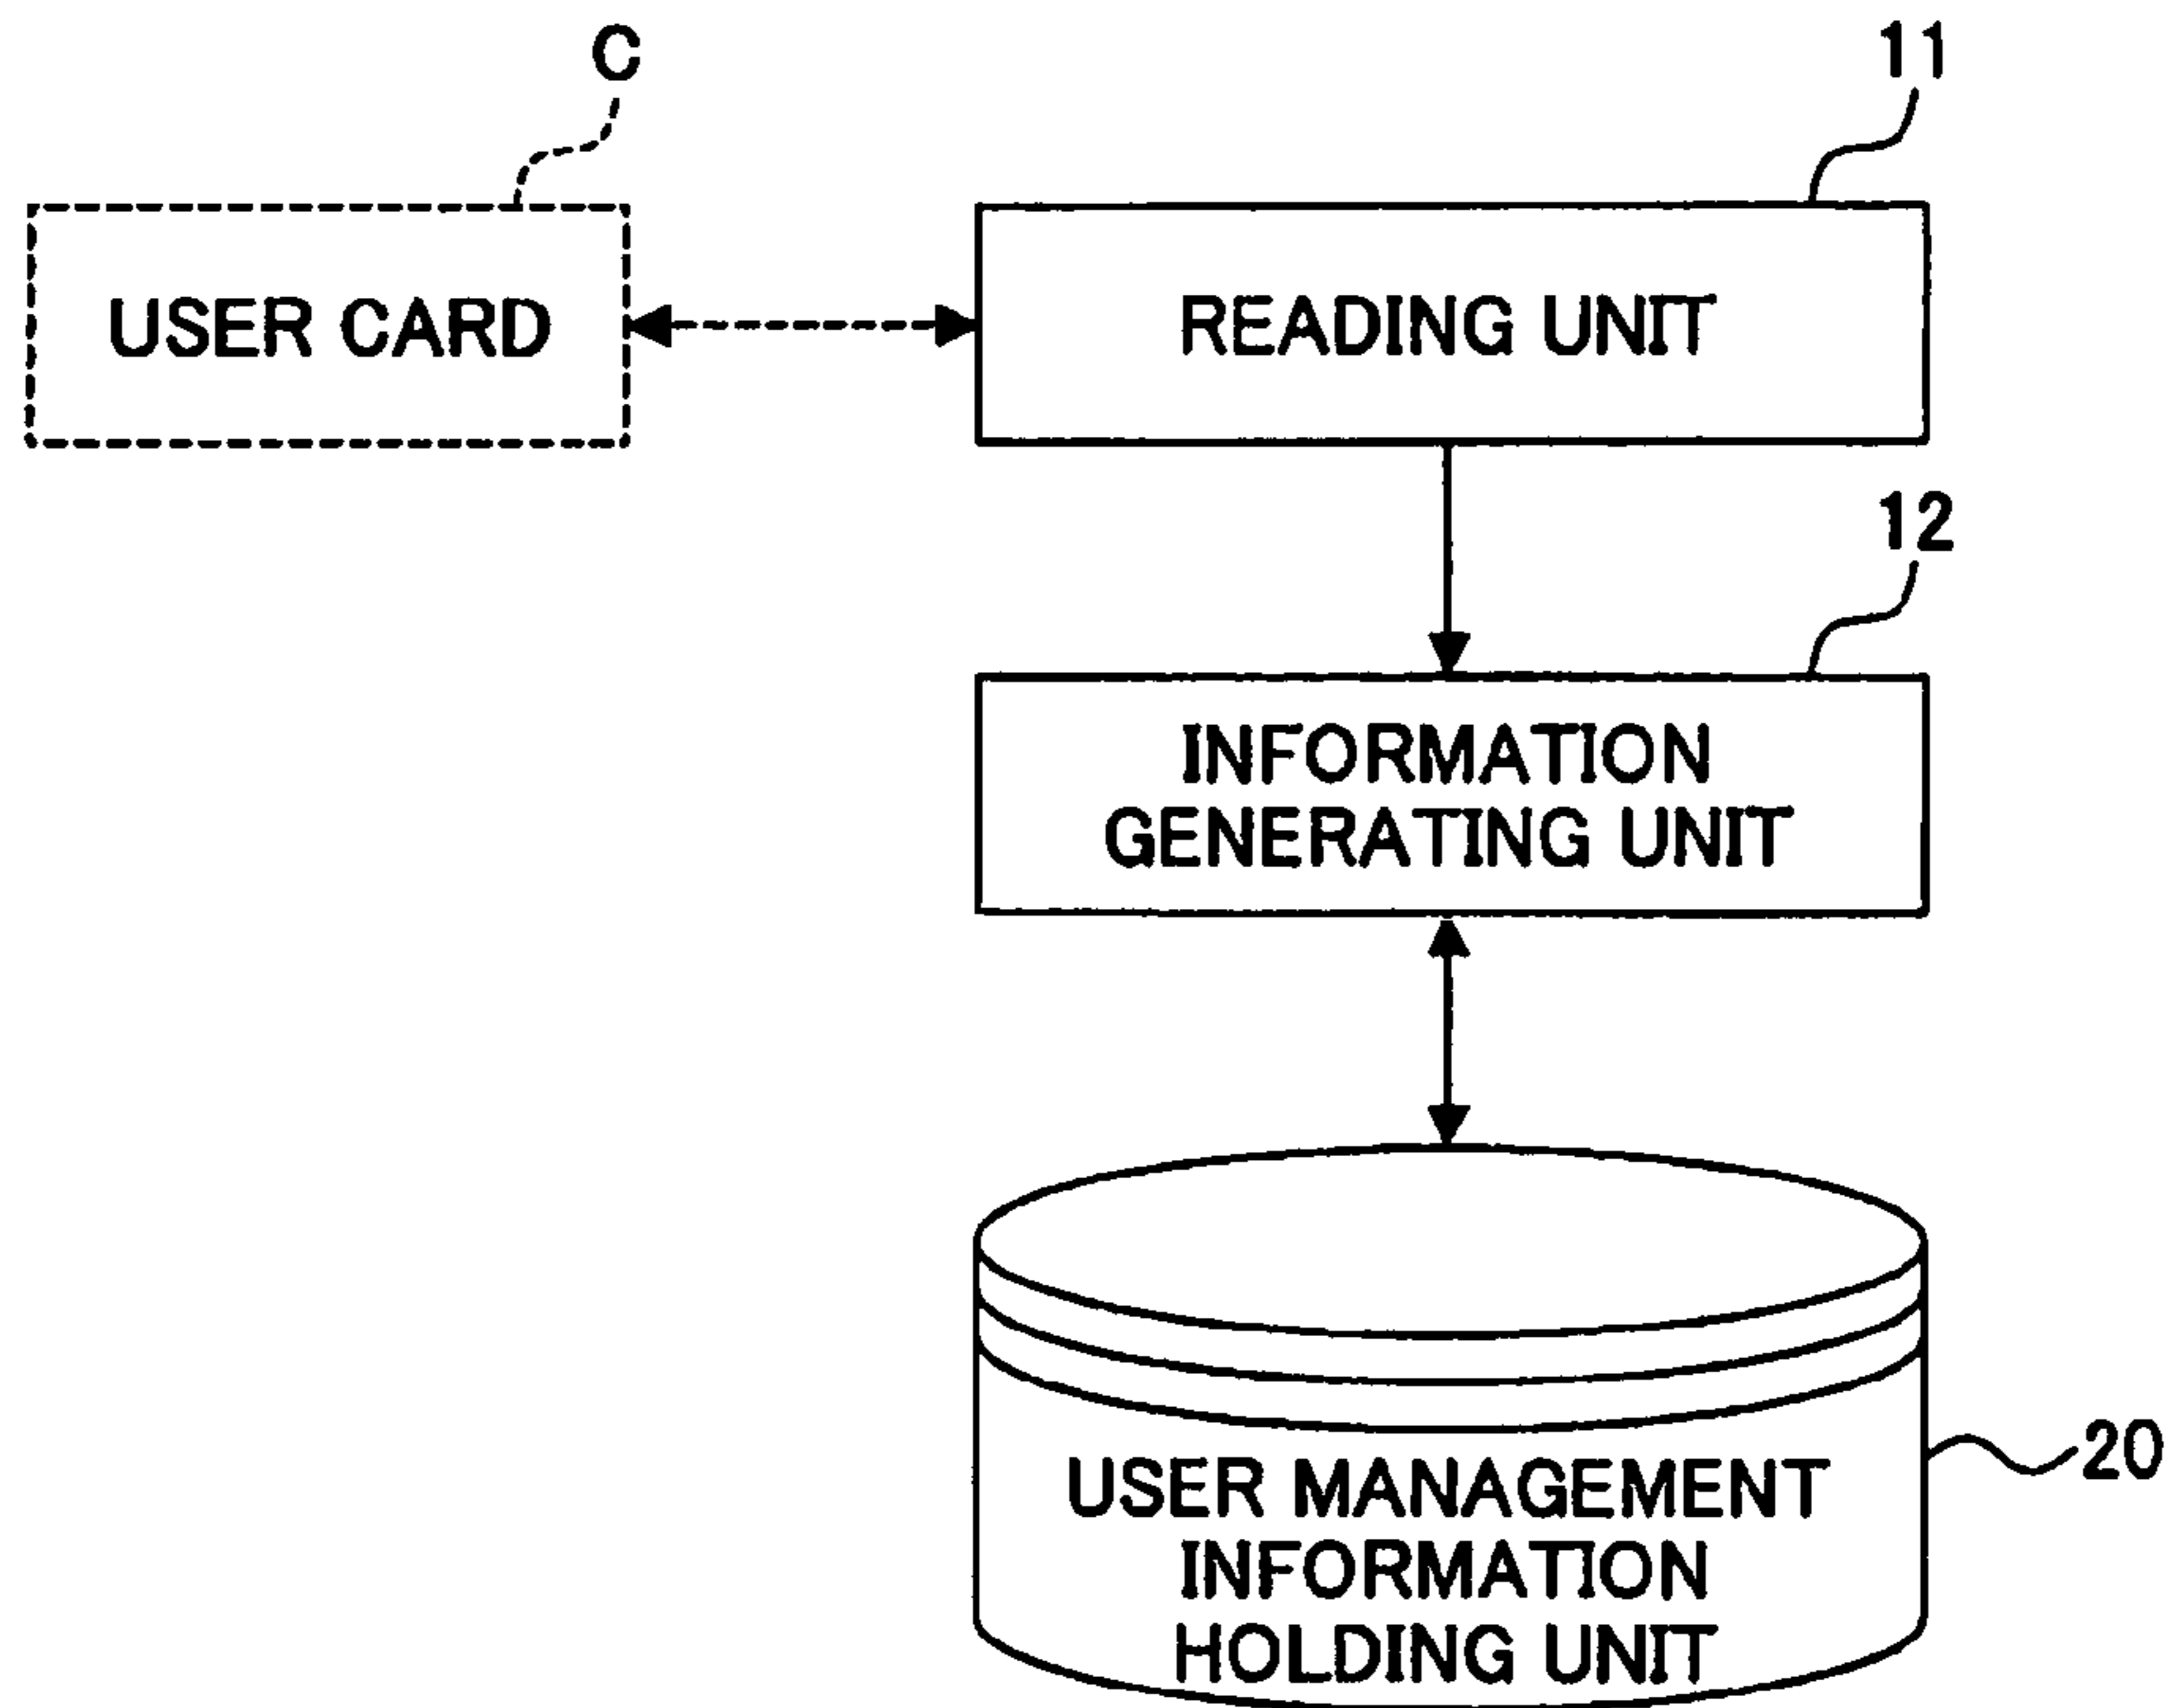 C
11
USER CARD
READING UNIT
12
INFORMATION
GENERATING UNIT
USER MANAGEMENT
INFORMATION
HOLDING UNIT
20